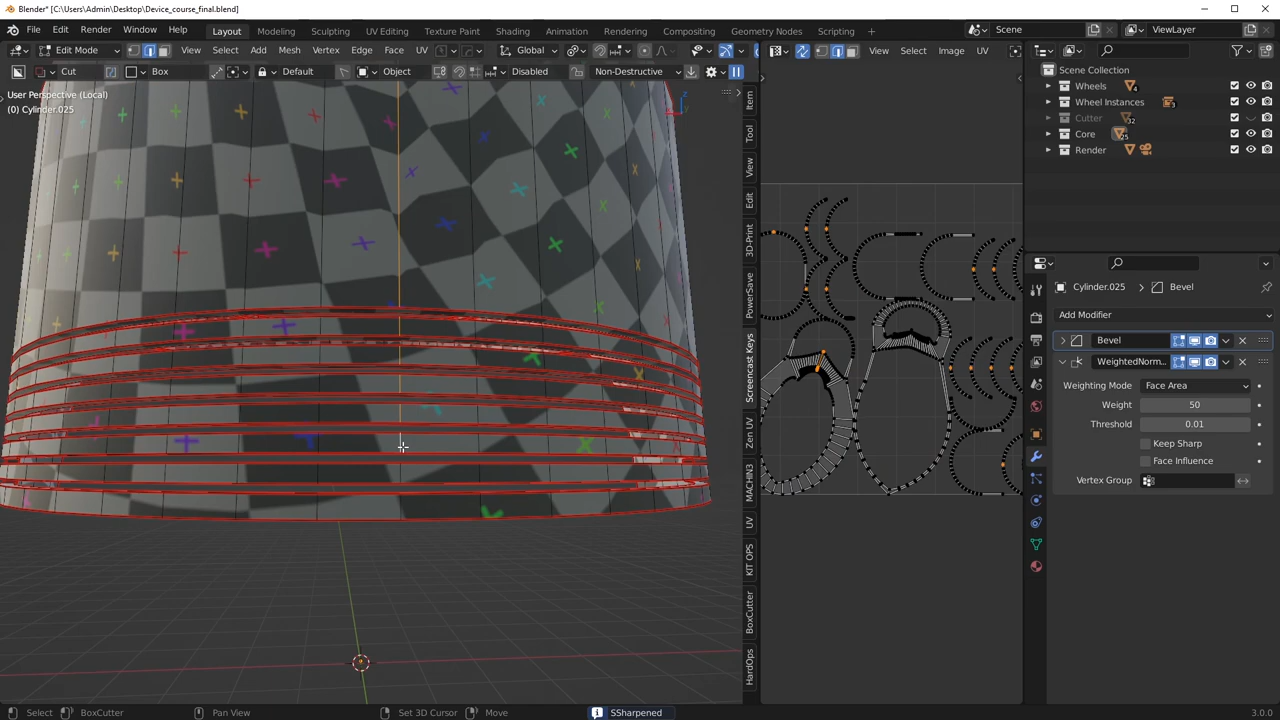 Blender* [C:\Users\Admin\Desktop\Device_course_final.blend]
File Edit Render Window Help Layout Modeling Sculpting UV Editing Texture Paint Shading Animation Rendering Compositing Geometry Nodes Scripting + Scene ViewLayer
Edit Mode View Select Add Mesh Vertex Edge Face UV Global View Select Image UV
Cut Box Default Object Disabled Non-Destructive
User Perspective (Local)
(0) Cylinder.025
Z
Item
Tool
View
Edit
3D-Print
PowerSave
Screencast Keys
Zen UV
MACHIN3
UV
KIT OPS
BoxCutter
HardOps
Scene Collection
Wheels 4
Wheel Instances 3
Cutter 32
Core 25
Render
Cylinder.025 Bevel
Add Modifier
Bevel
WeightedNorm...
Weighting Mode Face Area
Weight 50
Threshold 0.01
Keep Sharp
Face Influence
Vertex Group
Select BoxCutter Pan View Set 3D Cursor Move SSharpened 3.0.0